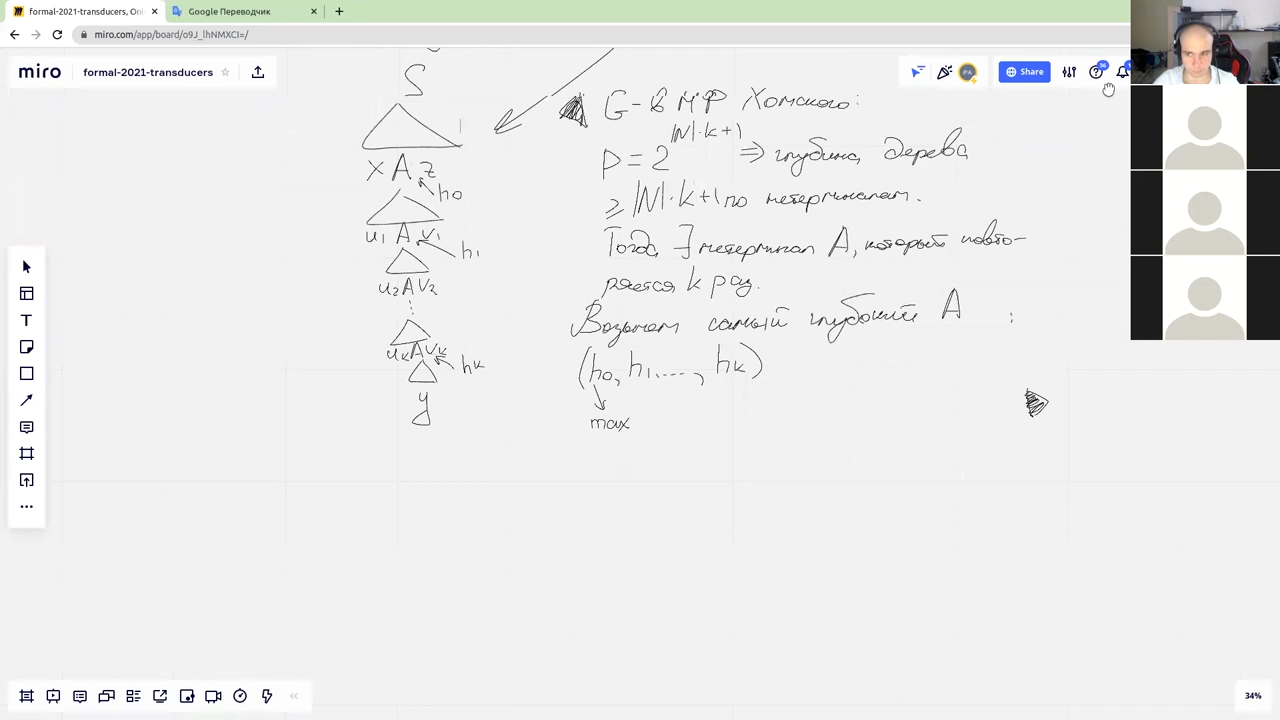 formal-2021-transducers, Onl
Google Переводчик
miro.com/app/board/o9J_lhNMXCI=/
miro
formal-2021-transducers
PA
Share
S
x A z
h0
u1 A v1
h1
u2 A v2
⋮
uk A vk
hk
y
G - в НФ Хомского:
p = 2^{|N|·k+1} ⇒ глубина дерева
≥ |N|·k+1 по нетерминалам.
Тогда ∃ нетерминал A, который повто-
ряется k раз.
Возьмем самый глубокий A :
(h0, h1, ..., hk)
max
34%